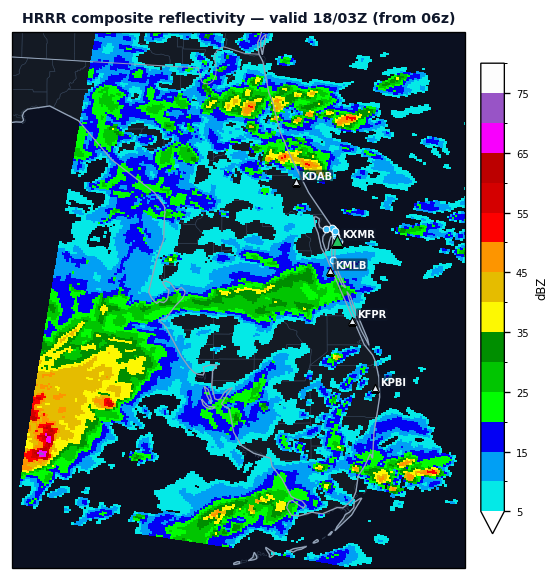 HRRR composite reflectivity — valid 18/03Z (from 06z)
KDAB
KXMR
KMLB
KFPR
KPBI
75
65
55
45
35
25
15
5
dBZ